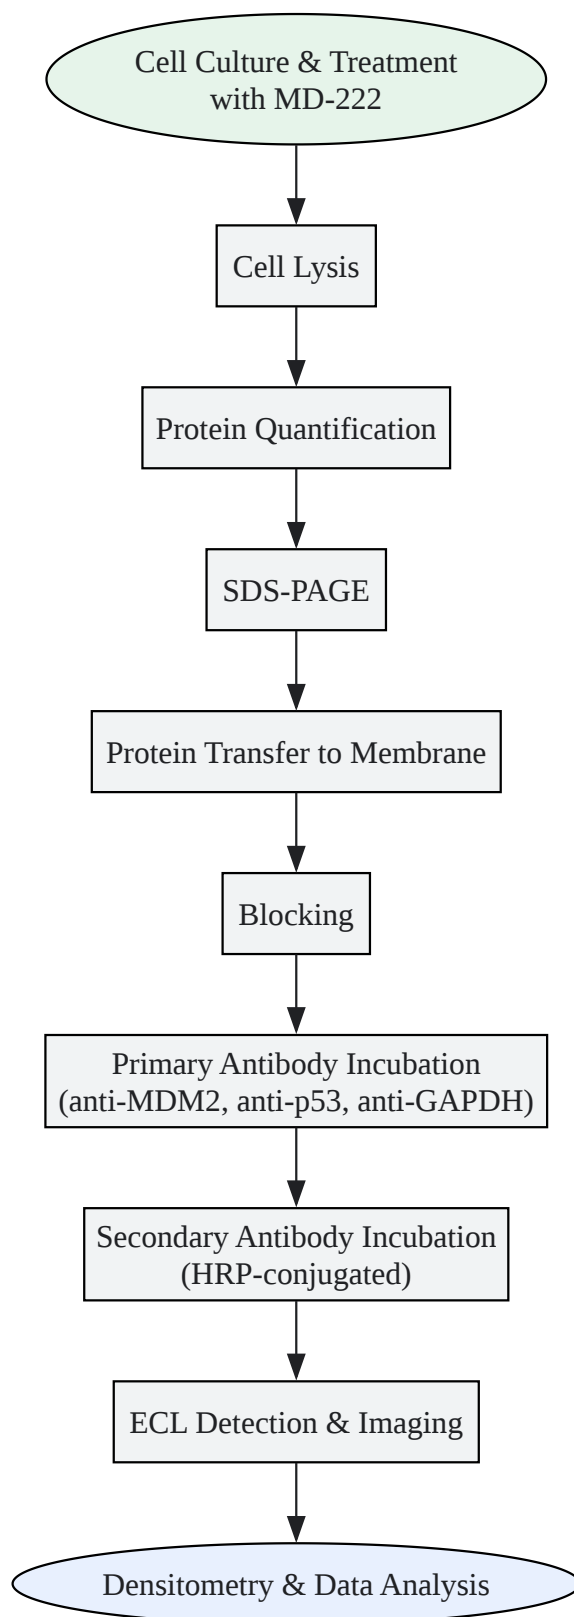 Cell Culture & Treatment
with MD-222
Cell Lysis
Protein Quantification
SDS-PAGE
Protein Transfer to Membrane
Blocking
Primary Antibody Incubation
(anti-MDM2, anti-p53, anti-GAPDH)
Secondary Antibody Incubation
(HRP-conjugated)
ECL Detection & Imaging
Densitometry & Data Analysis